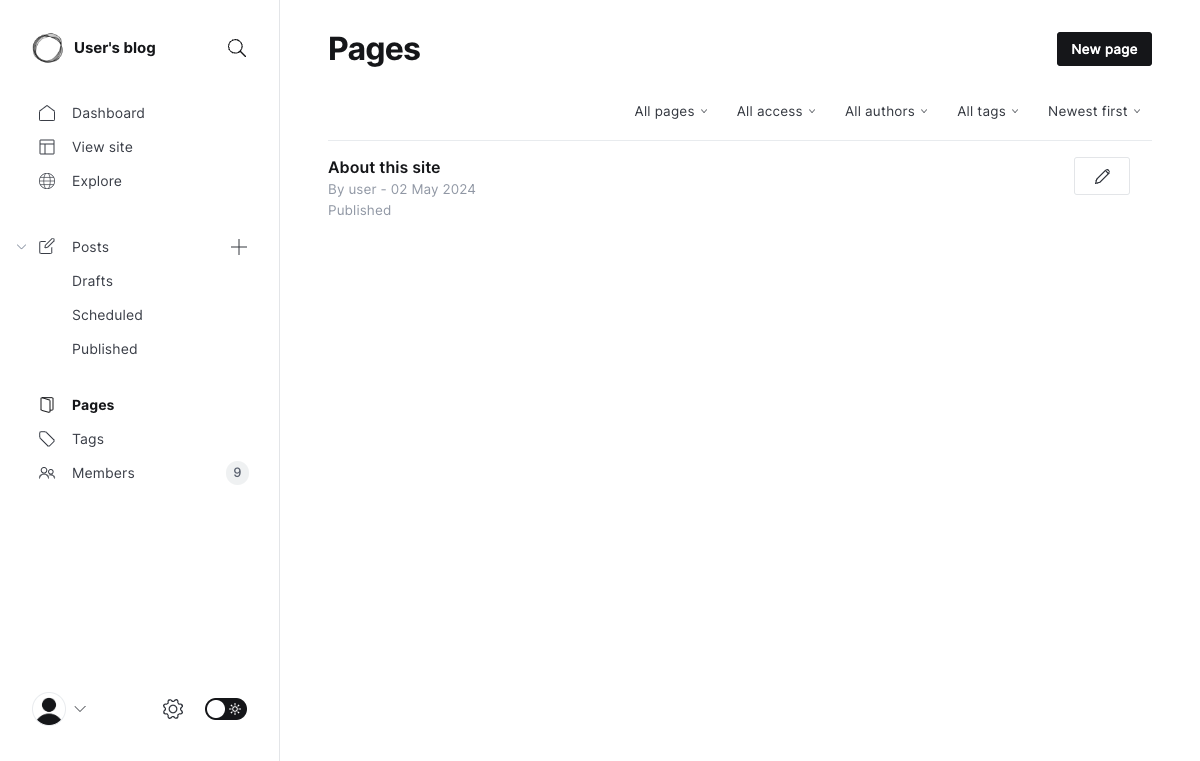 User's blog
Dashboard
View site
Explore
Posts
Drafts
Scheduled
Published
Pages
Tags
Members 9
Pages
New page
All pages All access All authors All tags Newest first
About this site
By user - 02 May 2024
Published